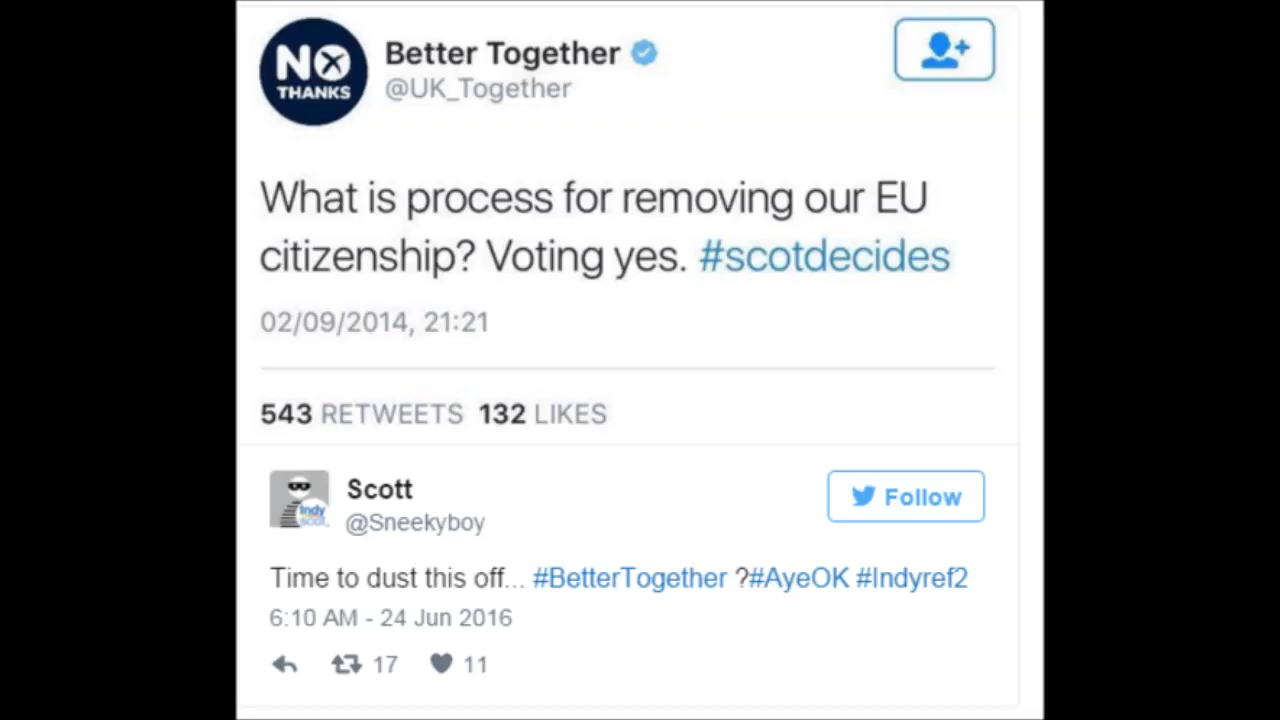 NO
THANKS
Better Together
@UK_Together
What is process for removing our EU
citizenship? Voting yes. #scotdecides
02/09/2014, 21:21
543 RETWEETS 132 LIKES
Scott
@Sneekyboy
Indy
scot
Follow
Time to dust this off... #BetterTogether ?#AyeOK #Indyref2
6:10 AM - 24 Jun 2016
17 11